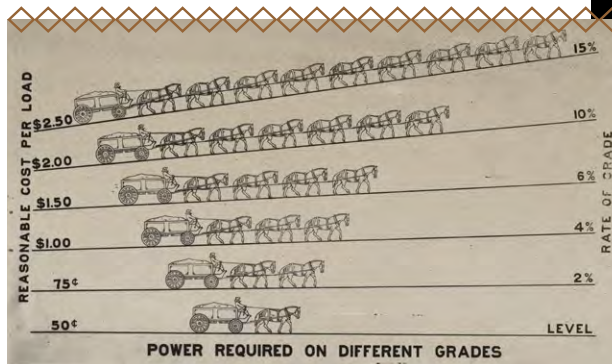 REASONABLE COST PER LOAD
$2.50 15%
$2.00 10%
$1.50 6%
$1.00 4%
75¢ 2%
50¢ LEVEL
RATE OF GRADE
POWER REQUIRED ON DIFFERENT GRADES